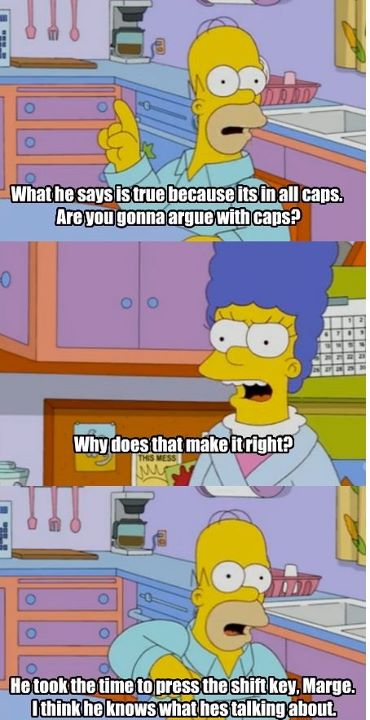 What he says is true because its in all caps.
Are you gonna argue with caps?
Why does that make it right?
THIS MESS
He took the time to press the shift key, Marge.
I think he knows what hes talking about.